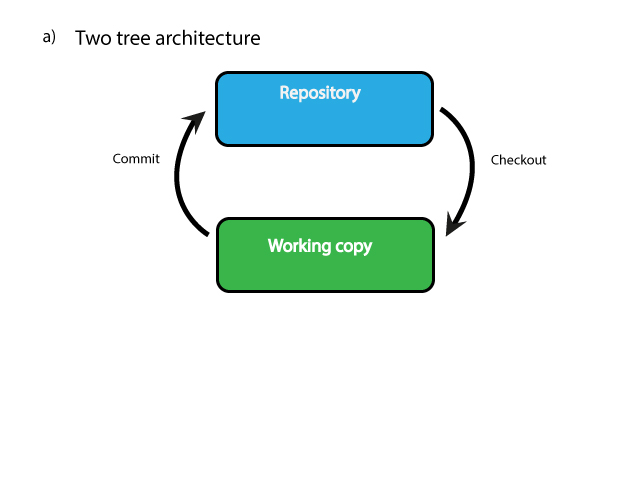 a) Two tree architecture
Repository
Commit
Checkout
Working copy